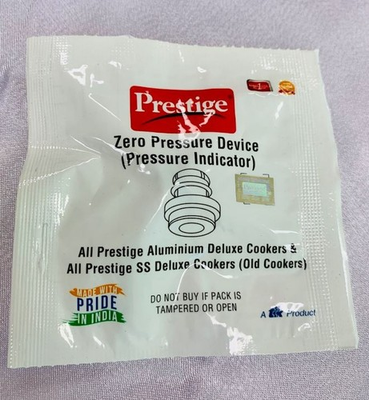 Prestige
Zero Pressure Device
(Pressure Indicator)
All Prestige Aluminium Deluxe Cookers &
All Prestige SS Deluxe Cookers (Old Cookers)
MADE WITH
PRIDE
IN INDIA
DO NOT BUY IF PACK IS
TAMPERED OR OPEN
A Product